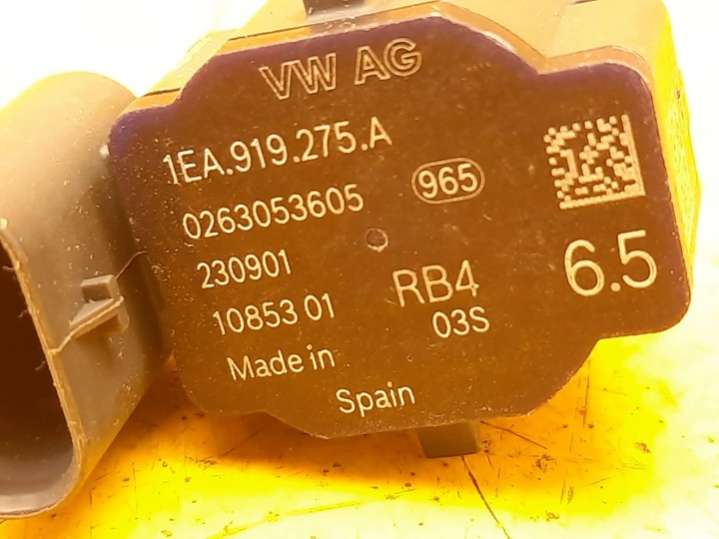 VW AG
1EA.919.275.A
965
0263053605
230901
RB4
6.5
10853 01
03S
Made in
Spain